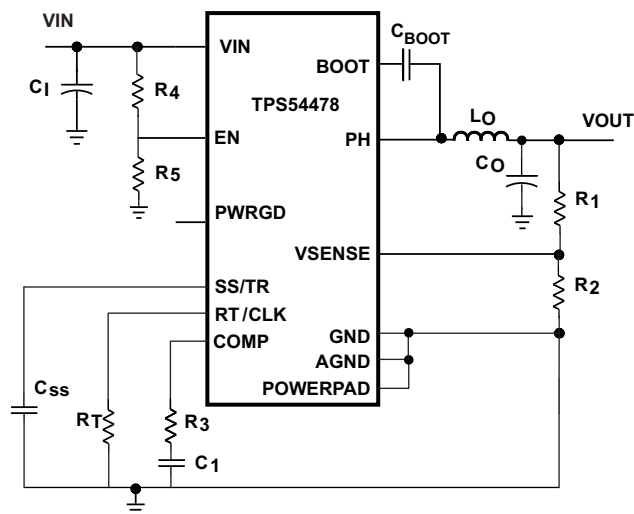 VIN
VIN
CBOOT
BOOT
CI
R4
TPS54478
LO
VOUT
EN
PH
CO
R5
R1
PWRGD
VSENSE
SS/TR
R2
RT/CLK
GND
COMP
AGND
POWERPAD
Css
RT
R3
C1